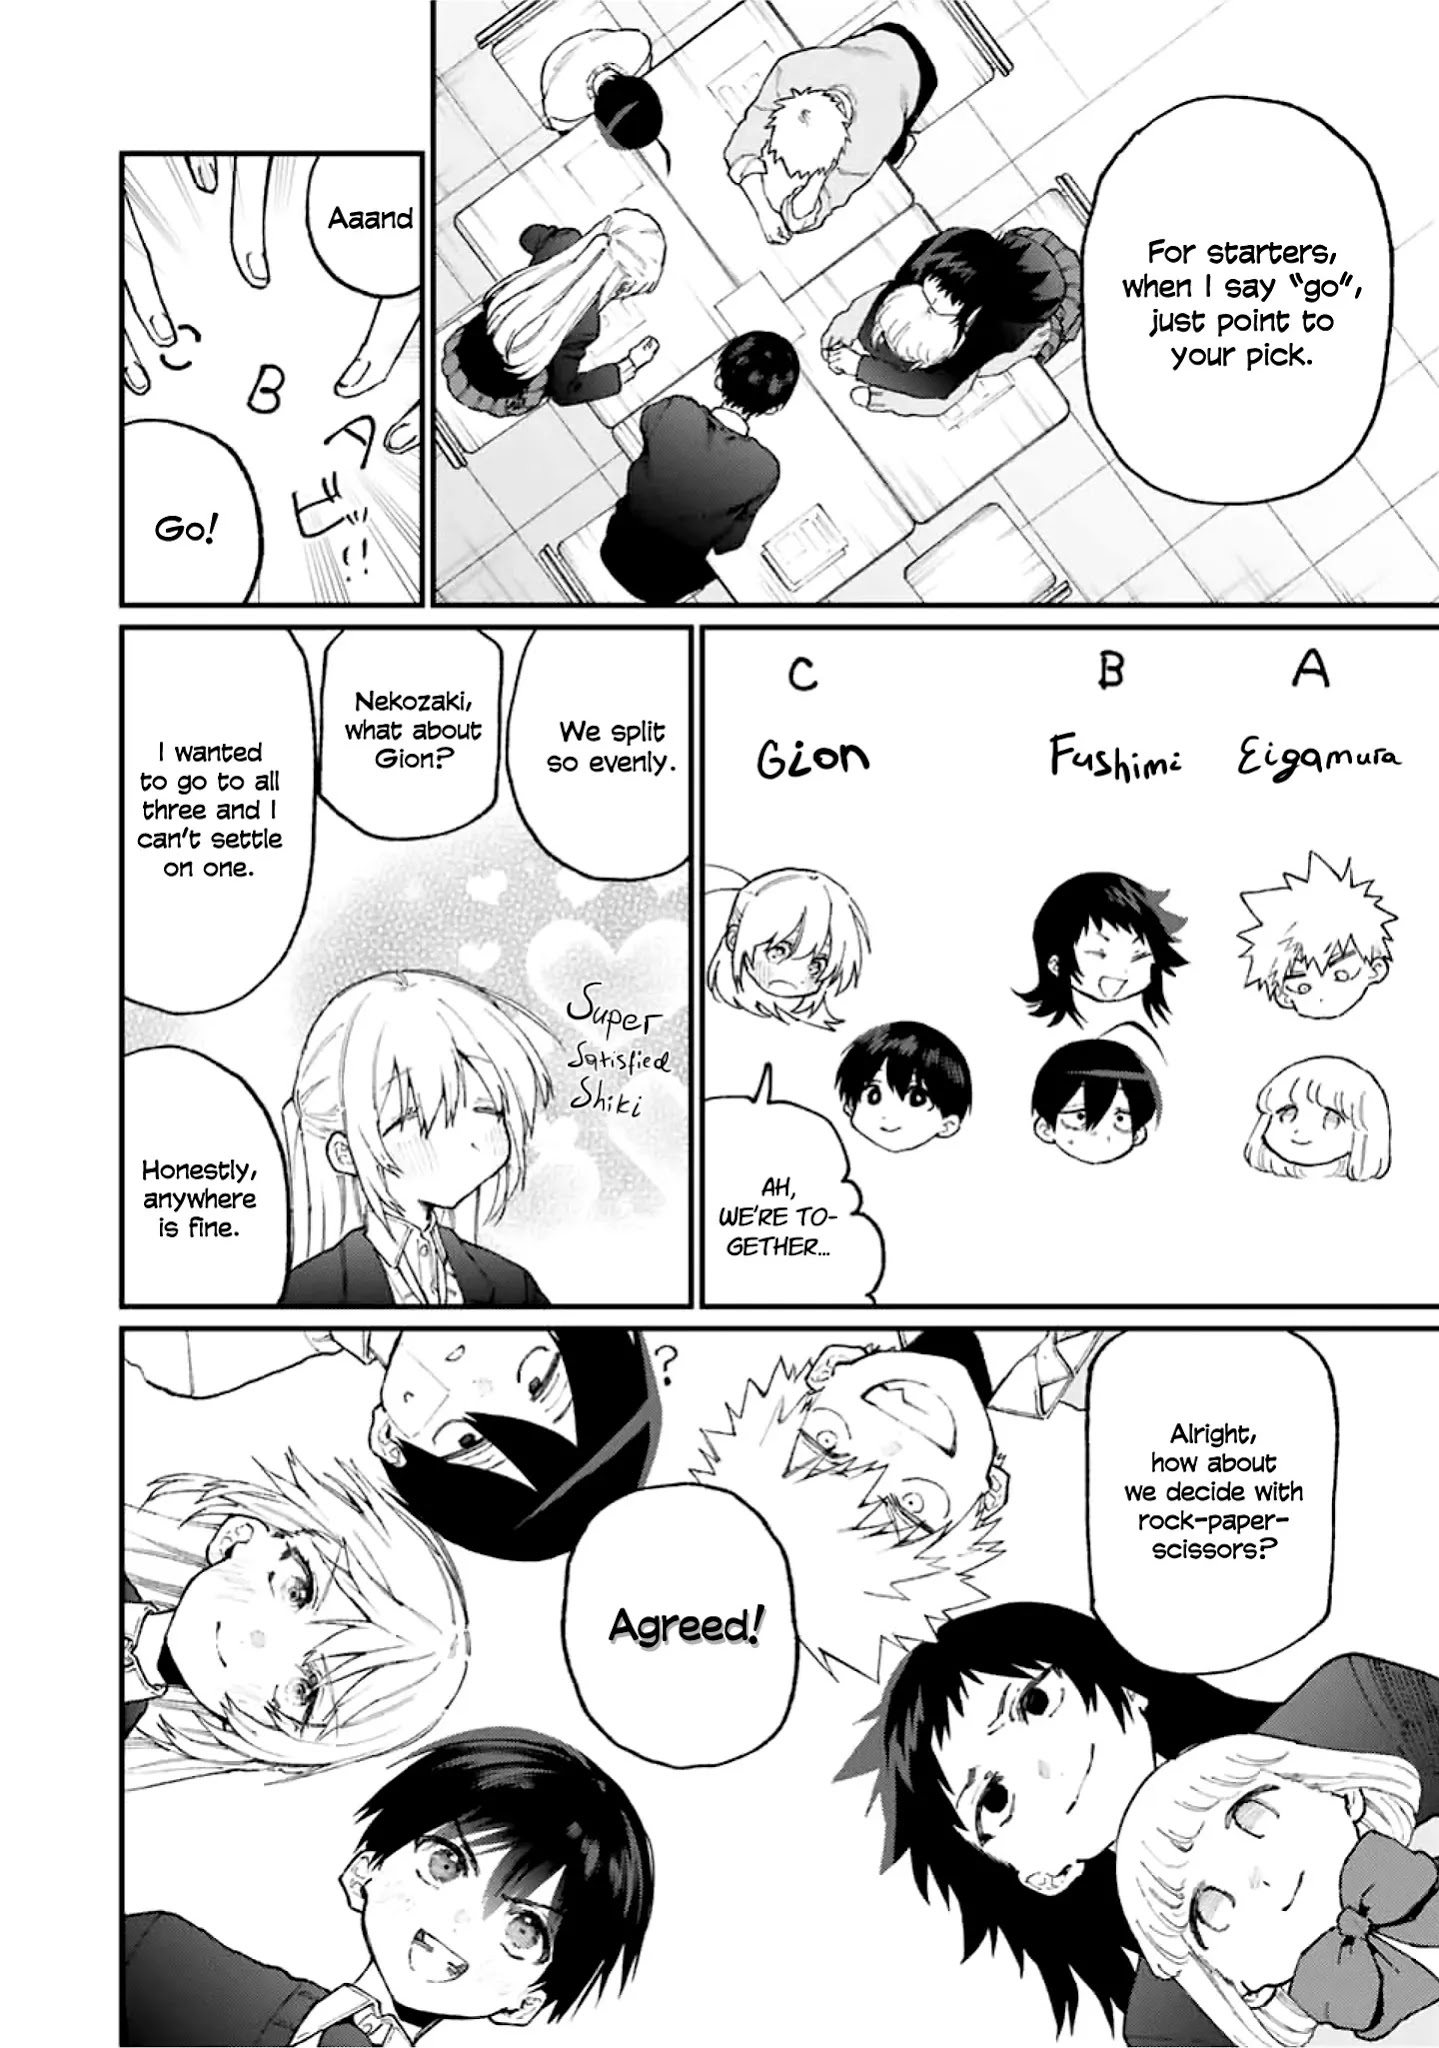 For starters,
when I say "go",
just point to
your pick.
Aaand
B
A
ビ!!
Go!
A
B
C
Eigamura
Fushimi
Gion
AH,
WE'RE TO-
GETHER...
We split
so evenly.
Nekozaki,
what about
Gion?
I wanted
to go to all
three and I
can't settle
on one.
Super
Satisfied
Shiki
Honestly,
anywhere
is fine.
Alright,
how about
we decide with
rock-paper-
scissors?
?
Agreed!